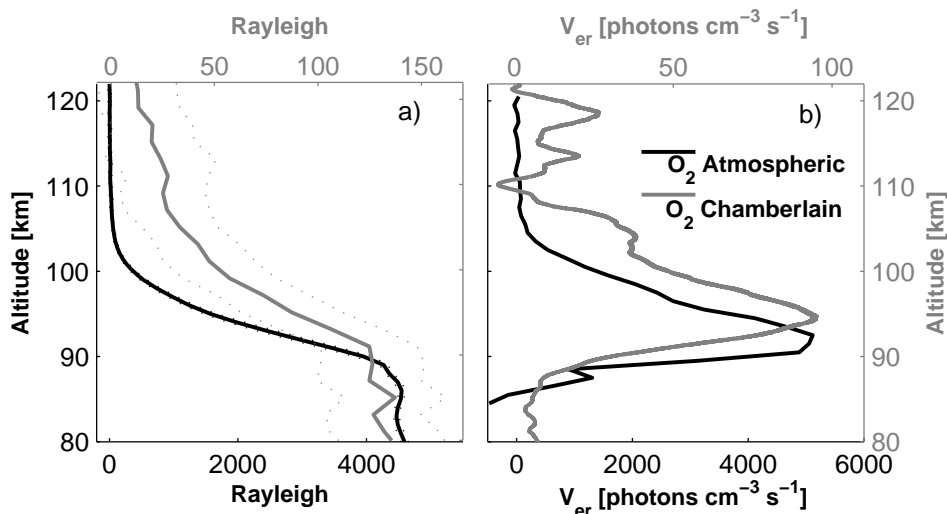 Rayleigh
0 50 100 150
V_er [photons cm^−3 s^−1]
0 50 100
a)
b)
O_2 Atmospheric
O_2 Chamberlain
Altitude [km]
120
110
100
90
80
120
110
100
90
80
Altitude [km]
0 2000 4000
Rayleigh
0 2000 4000 6000
V_er [photons cm^−3 s^−1]